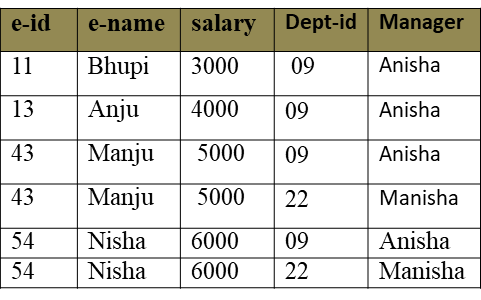 e-id e-name salary Dept-id Manager
11 Bhupi 3000 09 Anisha
13 Anju 4000 09 Anisha
43 Manju 5000 09 Anisha
43 Manju 5000 22 Manisha
54 Nisha 6000 09 Anisha
54 Nisha 6000 22 Manisha